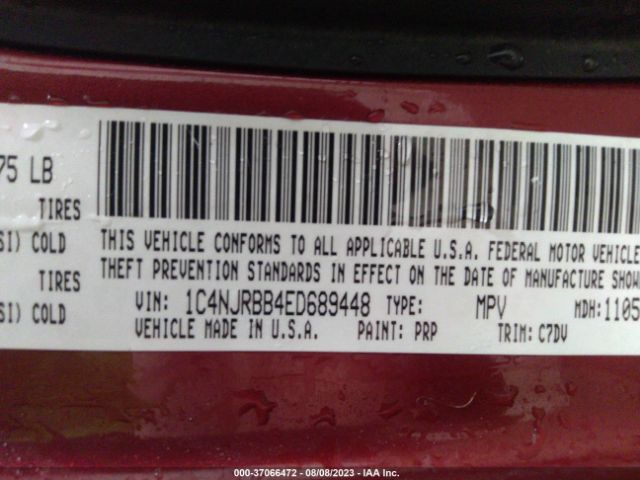 75 LB
TIRES
SI) COLD
TIRES
SI) COLD
THIS VEHICLE CONFORMS TO ALL APPLICABLE U.S.A. FEDERAL MOTOR VEHICLE
THEFT PREVENTION STANDARDS IN EFFECT ON THE DATE OF MANUFACTURE SHOW
VIN: 1C4NJRBB4ED689448 TYPE: MPV MDH:1105
VEHICLE MADE IN U.S.A. PAINT: PRP TRIM: C7DV
000-37066472 - 08/08/2023 - IAA Inc.